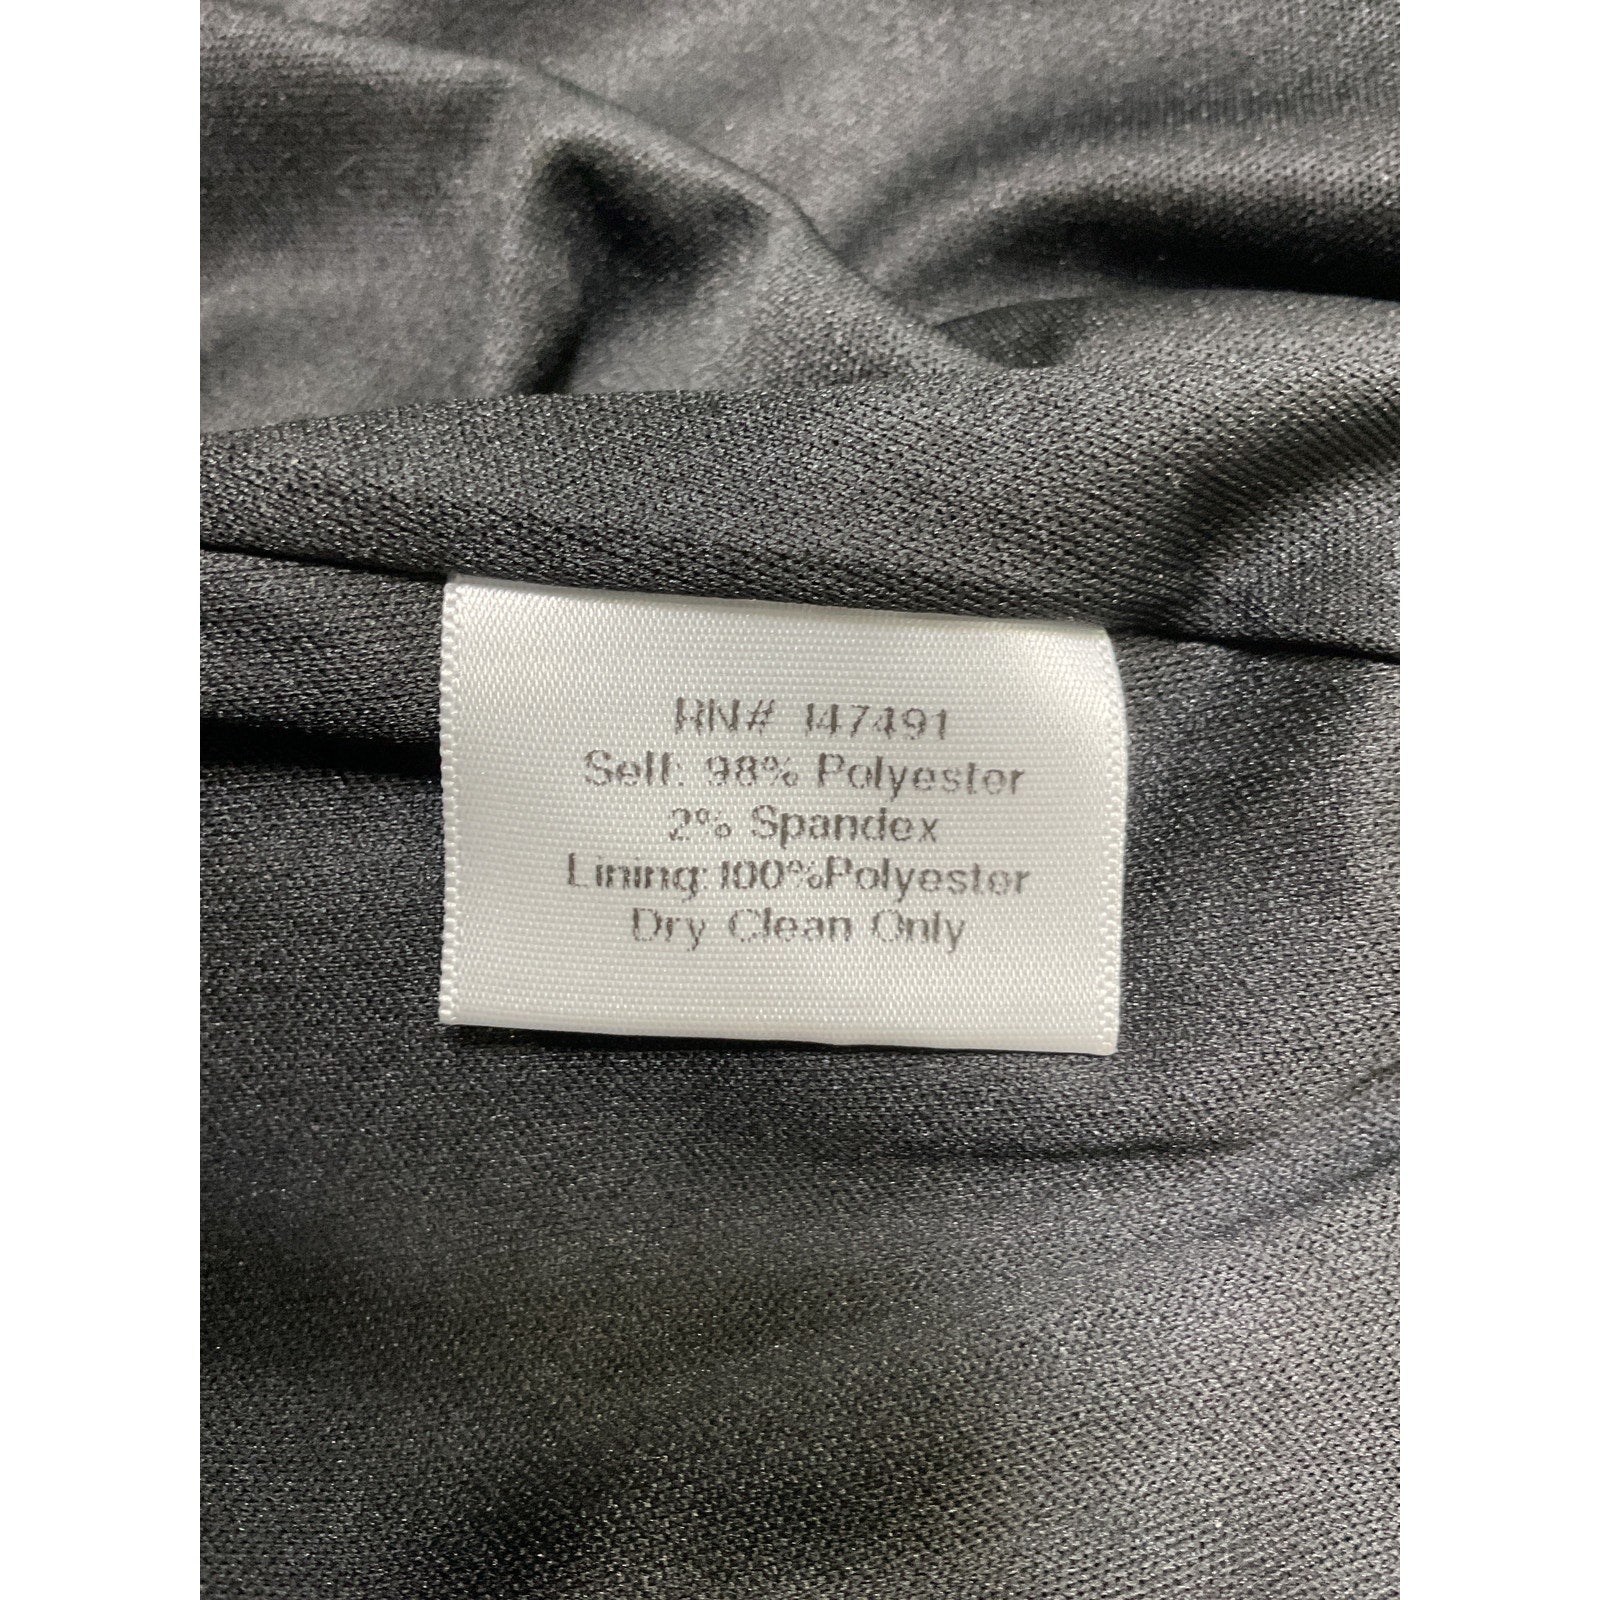 RN# 147491
Self: 98% Polyester
2% Spandex
Lining: 100%Polyester
Dry Clean Only